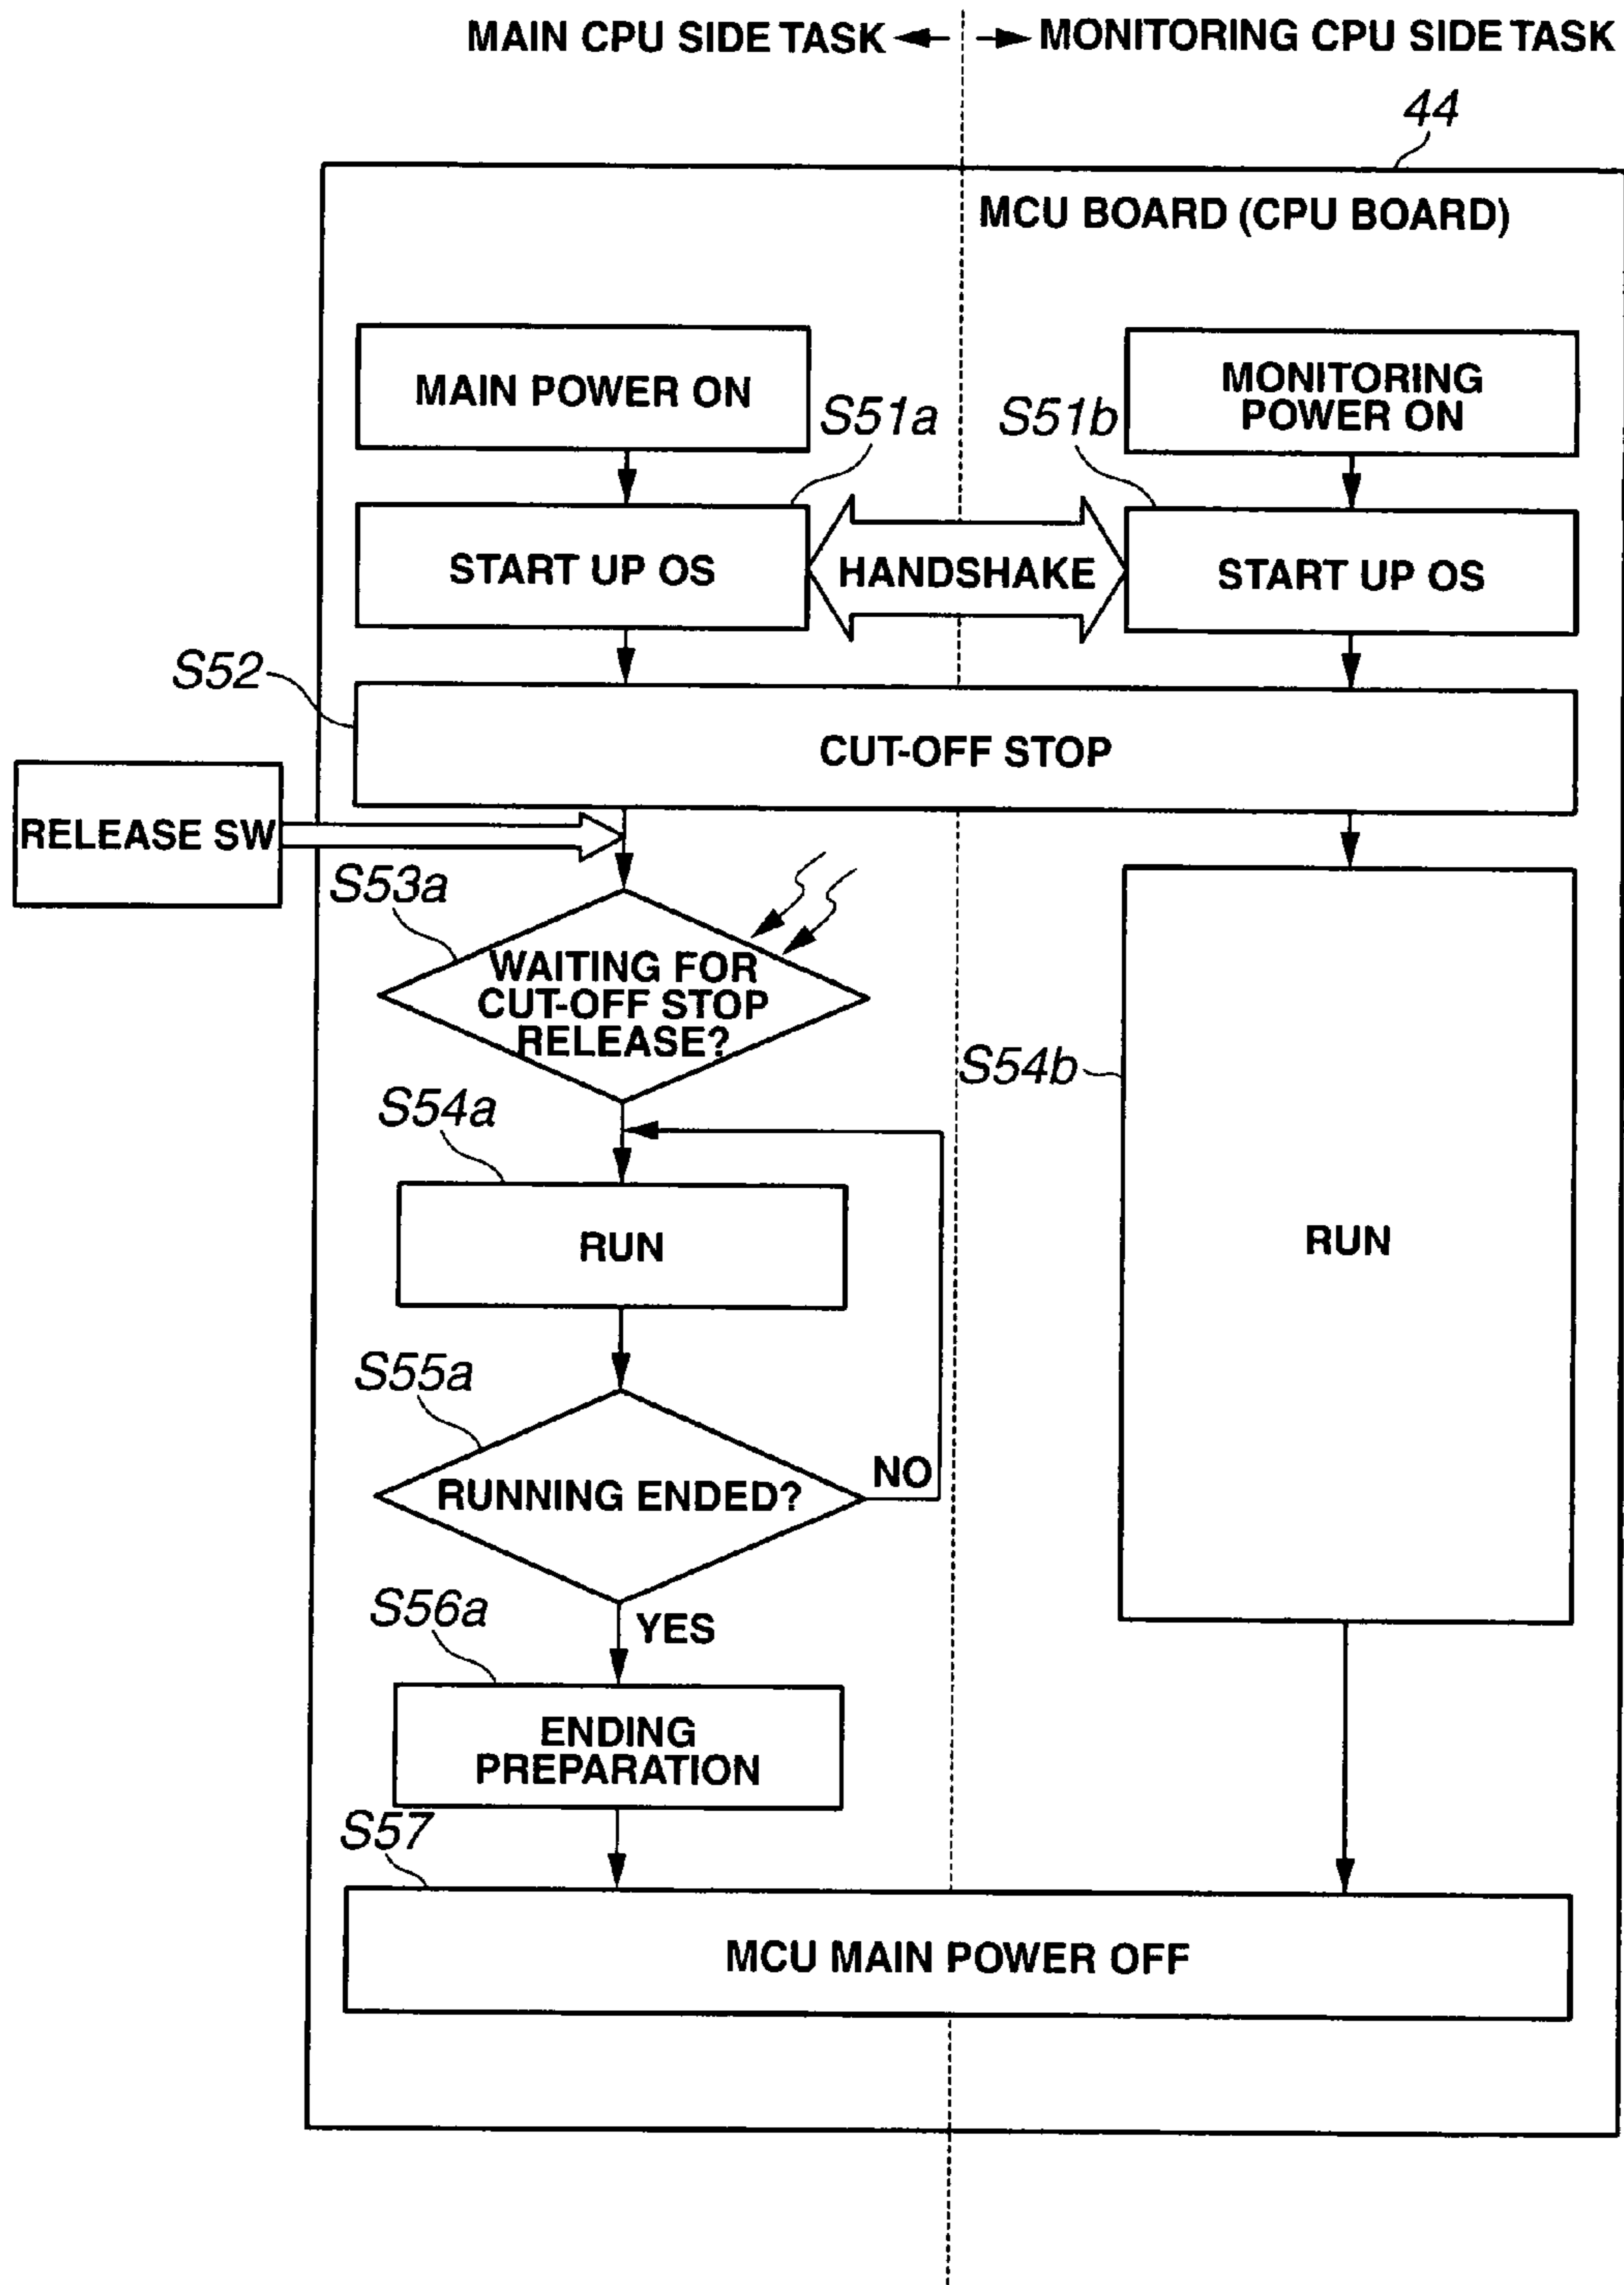 MAIN CPU SIDE TASK
MONITORING CPU SIDE TASK
44
MCU BOARD (CPU BOARD)
MAIN POWER ON
MONITORING
POWER ON
S51a
S51b
START UP OS
HANDSHAKE
START UP OS
S52
CUT-OFF STOP
RELEASE SW
S53a
WAITING FOR
CUT-OFF STOP
RELEASE?
S54b
S54a
RUN
RUN
S55a
RUNNING ENDED?
NO
S56a
YES
ENDING
PREPARATION
S57
MCU MAIN POWER OFF